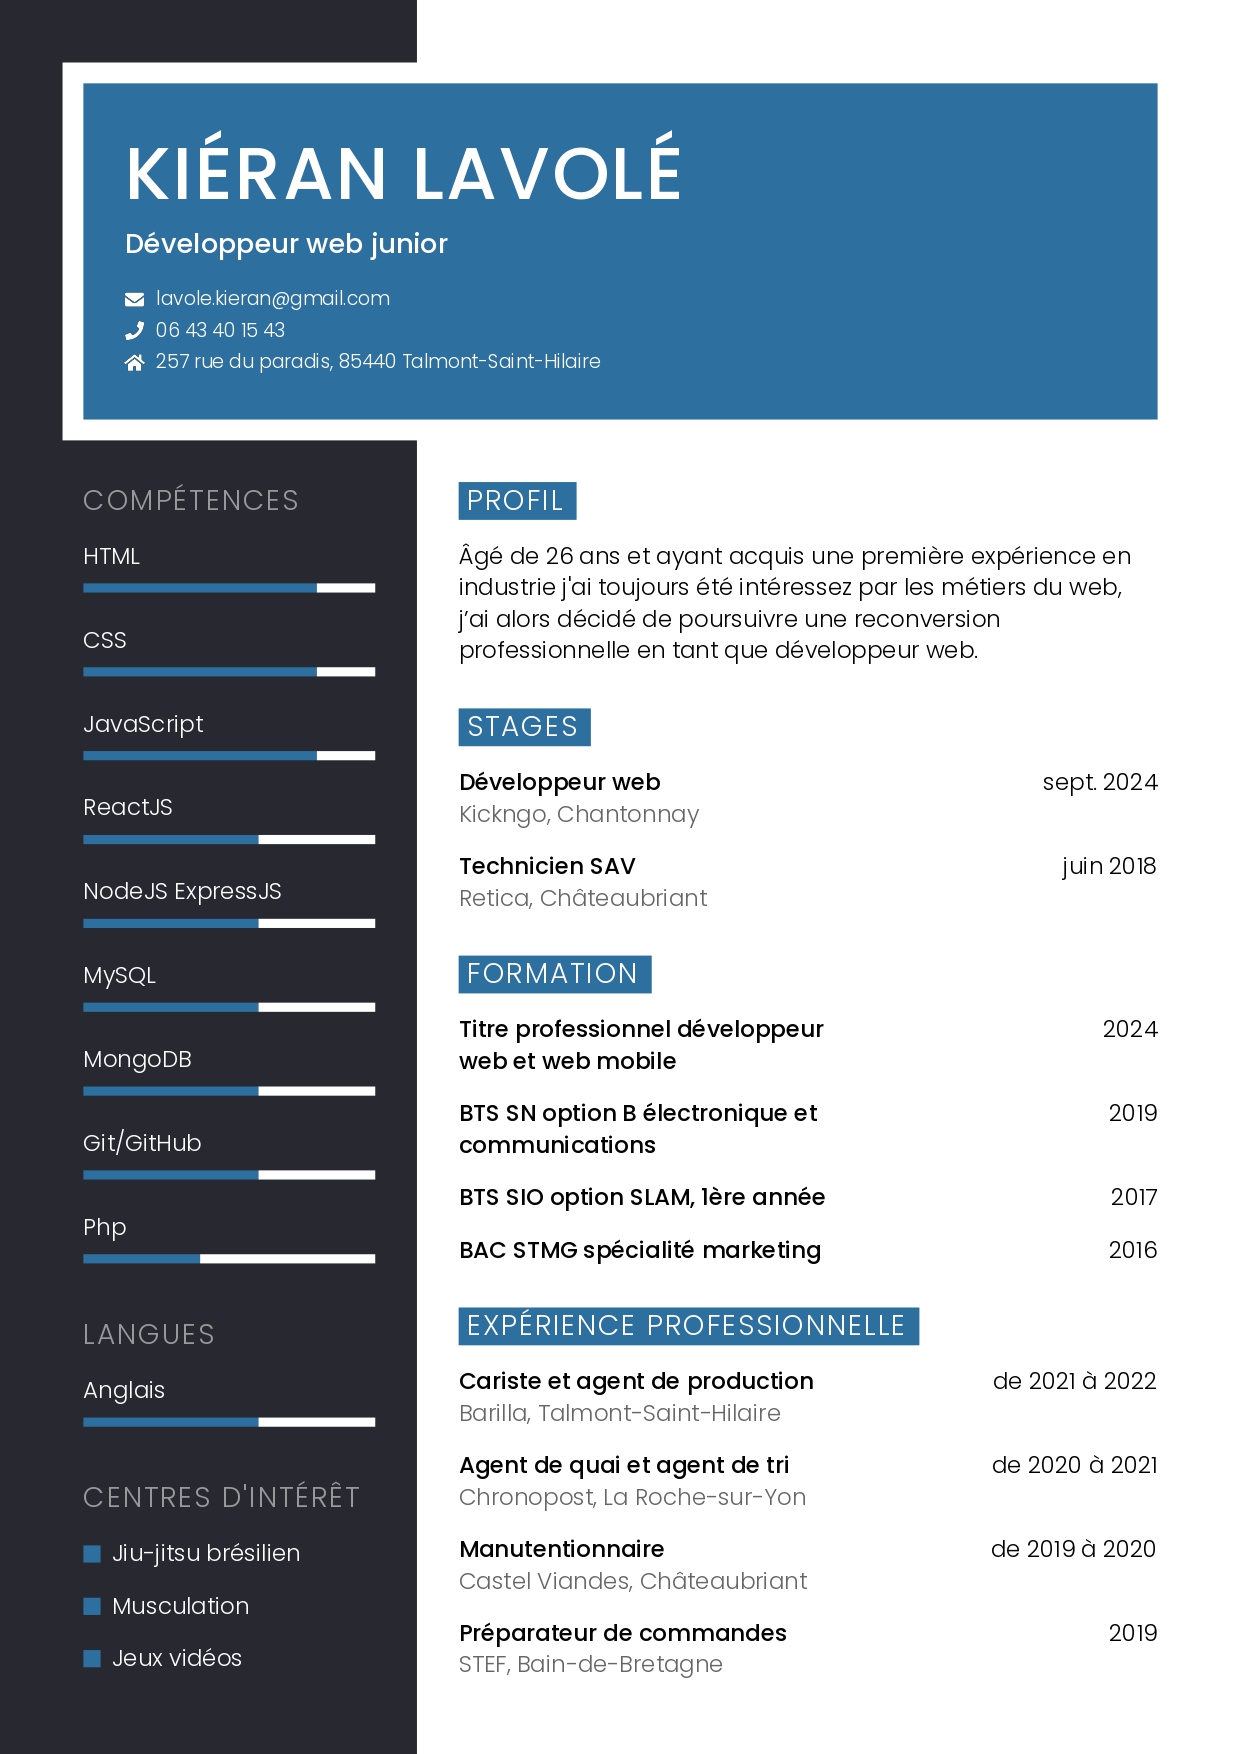 KIÉRAN LAVOLÉ
Développeur web junior
lavole.kieran@gmail.com
06 43 40 15 43
257 rue du paradis, 85440 Talmont-Saint-Hilaire
COMPÉTENCES
HTML
CSS
JavaScript
ReactJS
NodeJS ExpressJS
MySQL
MongoDB
Git/GitHub
Php
LANGUES
Anglais
CENTRES D'INTÉRÊT
Jiu-jitsu brésilien
Musculation
Jeux vidéos
PROFIL
Âgé de 26 ans et ayant acquis une première expérience en
industrie j'ai toujours été intéressez par les métiers du web,
j’ai alors décidé de poursuivre une reconversion
professionnelle en tant que développeur web.
STAGES
Développeur web sept. 2024
Kickngo, Chantonnay
Technicien SAV juin 2018
Retica, Châteaubriant
FORMATION
Titre professionnel développeur 2024
web et web mobile
BTS SN option B électronique et 2019
communications
BTS SIO option SLAM, 1ère année 2017
BAC STMG spécialité marketing 2016
EXPÉRIENCE PROFESSIONNELLE
Cariste et agent de production de 2021 à 2022
Barilla, Talmont-Saint-Hilaire
Agent de quai et agent de tri de 2020 à 2021
Chronopost, La Roche-sur-Yon
Manutentionnaire de 2019 à 2020
Castel Viandes, Châteaubriant
Préparateur de commandes 2019
STEF, Bain-de-Bretagne